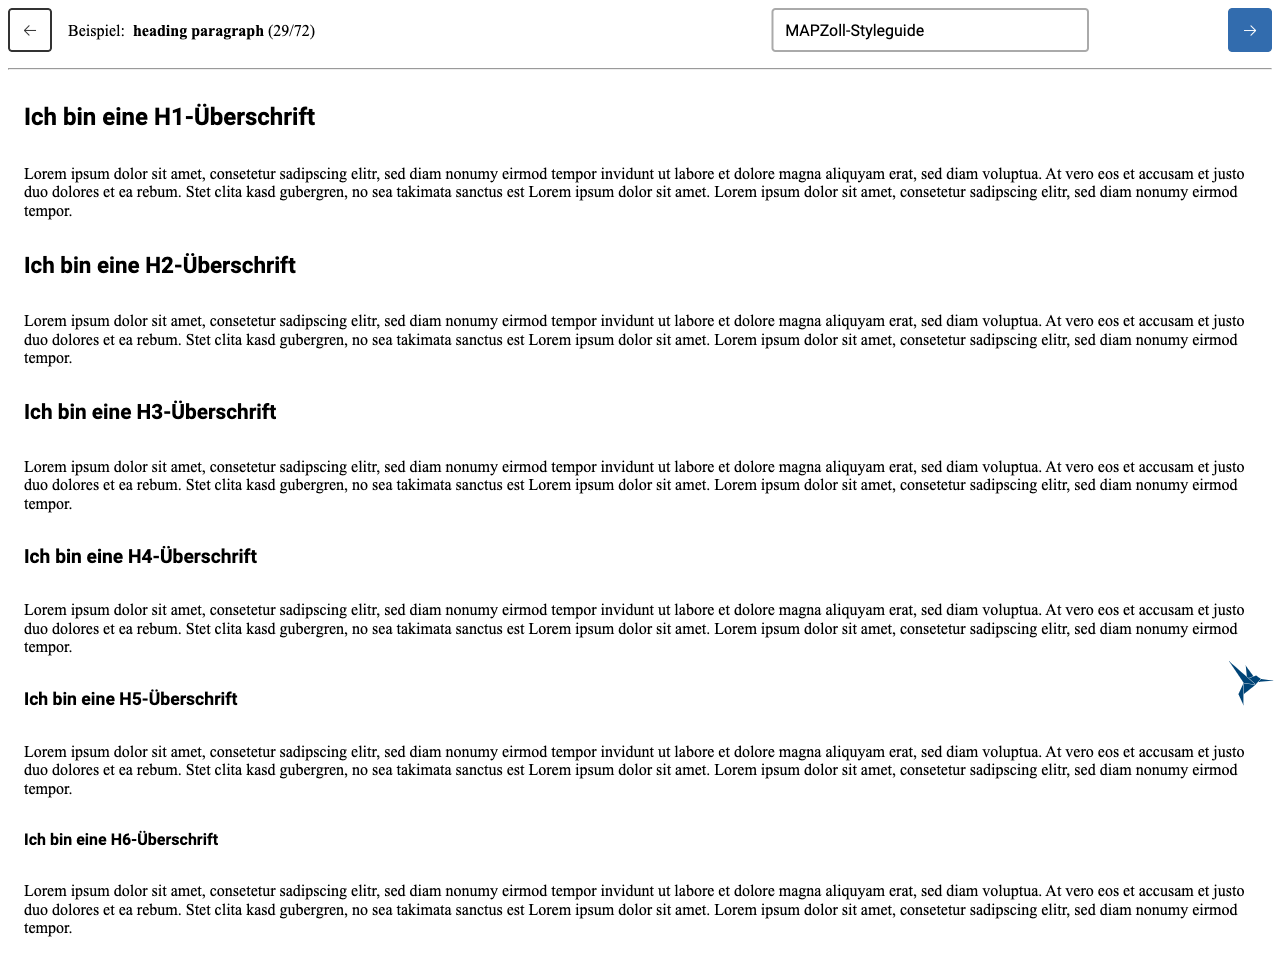 Beispiel: heading paragraph (29/72)
MAPZoll-Styleguide
Ich bin eine H1-Überschrift
Lorem ipsum dolor sit amet, consetetur sadipscing elitr, sed diam nonumy eirmod tempor invidunt ut labore et dolore magna aliquyam erat, sed diam voluptua. At vero eos et accusam et justo
duo dolores et ea rebum. Stet clita kasd gubergren, no sea takimata sanctus est Lorem ipsum dolor sit amet. Lorem ipsum dolor sit amet, consetetur sadipscing elitr, sed diam nonumy eirmod
tempor.
Ich bin eine H2-Überschrift
Lorem ipsum dolor sit amet, consetetur sadipscing elitr, sed diam nonumy eirmod tempor invidunt ut labore et dolore magna aliquyam erat, sed diam voluptua. At vero eos et accusam et justo
duo dolores et ea rebum. Stet clita kasd gubergren, no sea takimata sanctus est Lorem ipsum dolor sit amet. Lorem ipsum dolor sit amet, consetetur sadipscing elitr, sed diam nonumy eirmod
tempor.
Ich bin eine H3-Überschrift
Lorem ipsum dolor sit amet, consetetur sadipscing elitr, sed diam nonumy eirmod tempor invidunt ut labore et dolore magna aliquyam erat, sed diam voluptua. At vero eos et accusam et justo
duo dolores et ea rebum. Stet clita kasd gubergren, no sea takimata sanctus est Lorem ipsum dolor sit amet. Lorem ipsum dolor sit amet, consetetur sadipscing elitr, sed diam nonumy eirmod
tempor.
Ich bin eine H4-Überschrift
Lorem ipsum dolor sit amet, consetetur sadipscing elitr, sed diam nonumy eirmod tempor invidunt ut labore et dolore magna aliquyam erat, sed diam voluptua. At vero eos et accusam et justo
duo dolores et ea rebum. Stet clita kasd gubergren, no sea takimata sanctus est Lorem ipsum dolor sit amet. Lorem ipsum dolor sit amet, consetetur sadipscing elitr, sed diam nonumy eirmod
tempor.
Ich bin eine H5-Überschrift
Lorem ipsum dolor sit amet, consetetur sadipscing elitr, sed diam nonumy eirmod tempor invidunt ut labore et dolore magna aliquyam erat, sed diam voluptua. At vero eos et accusam et justo
duo dolores et ea rebum. Stet clita kasd gubergren, no sea takimata sanctus est Lorem ipsum dolor sit amet. Lorem ipsum dolor sit amet, consetetur sadipscing elitr, sed diam nonumy eirmod
tempor.
Ich bin eine H6-Überschrift
Lorem ipsum dolor sit amet, consetetur sadipscing elitr, sed diam nonumy eirmod tempor invidunt ut labore et dolore magna aliquyam erat, sed diam voluptua. At vero eos et accusam et justo
duo dolores et ea rebum. Stet clita kasd gubergren, no sea takimata sanctus est Lorem ipsum dolor sit amet. Lorem ipsum dolor sit amet, consetetur sadipscing elitr, sed diam nonumy eirmod
tempor.